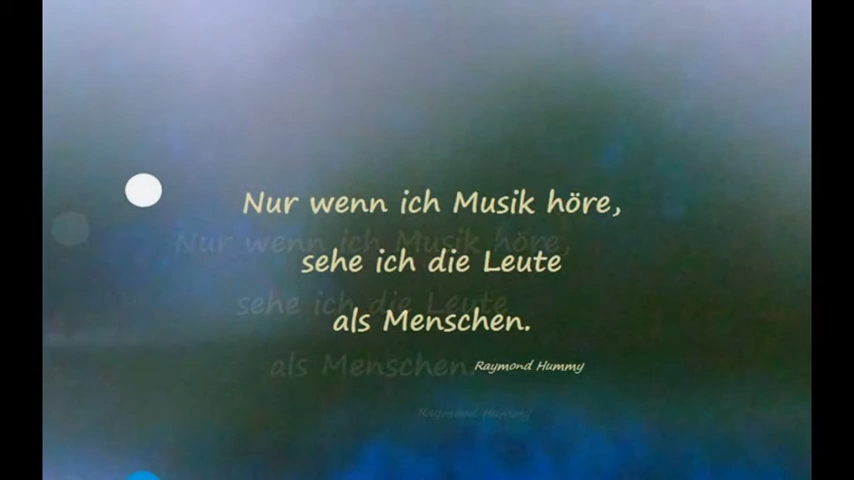 Nur wenn ich Musik höre,
sehe ich die Leute
als Menschen.
Raymond Hummy